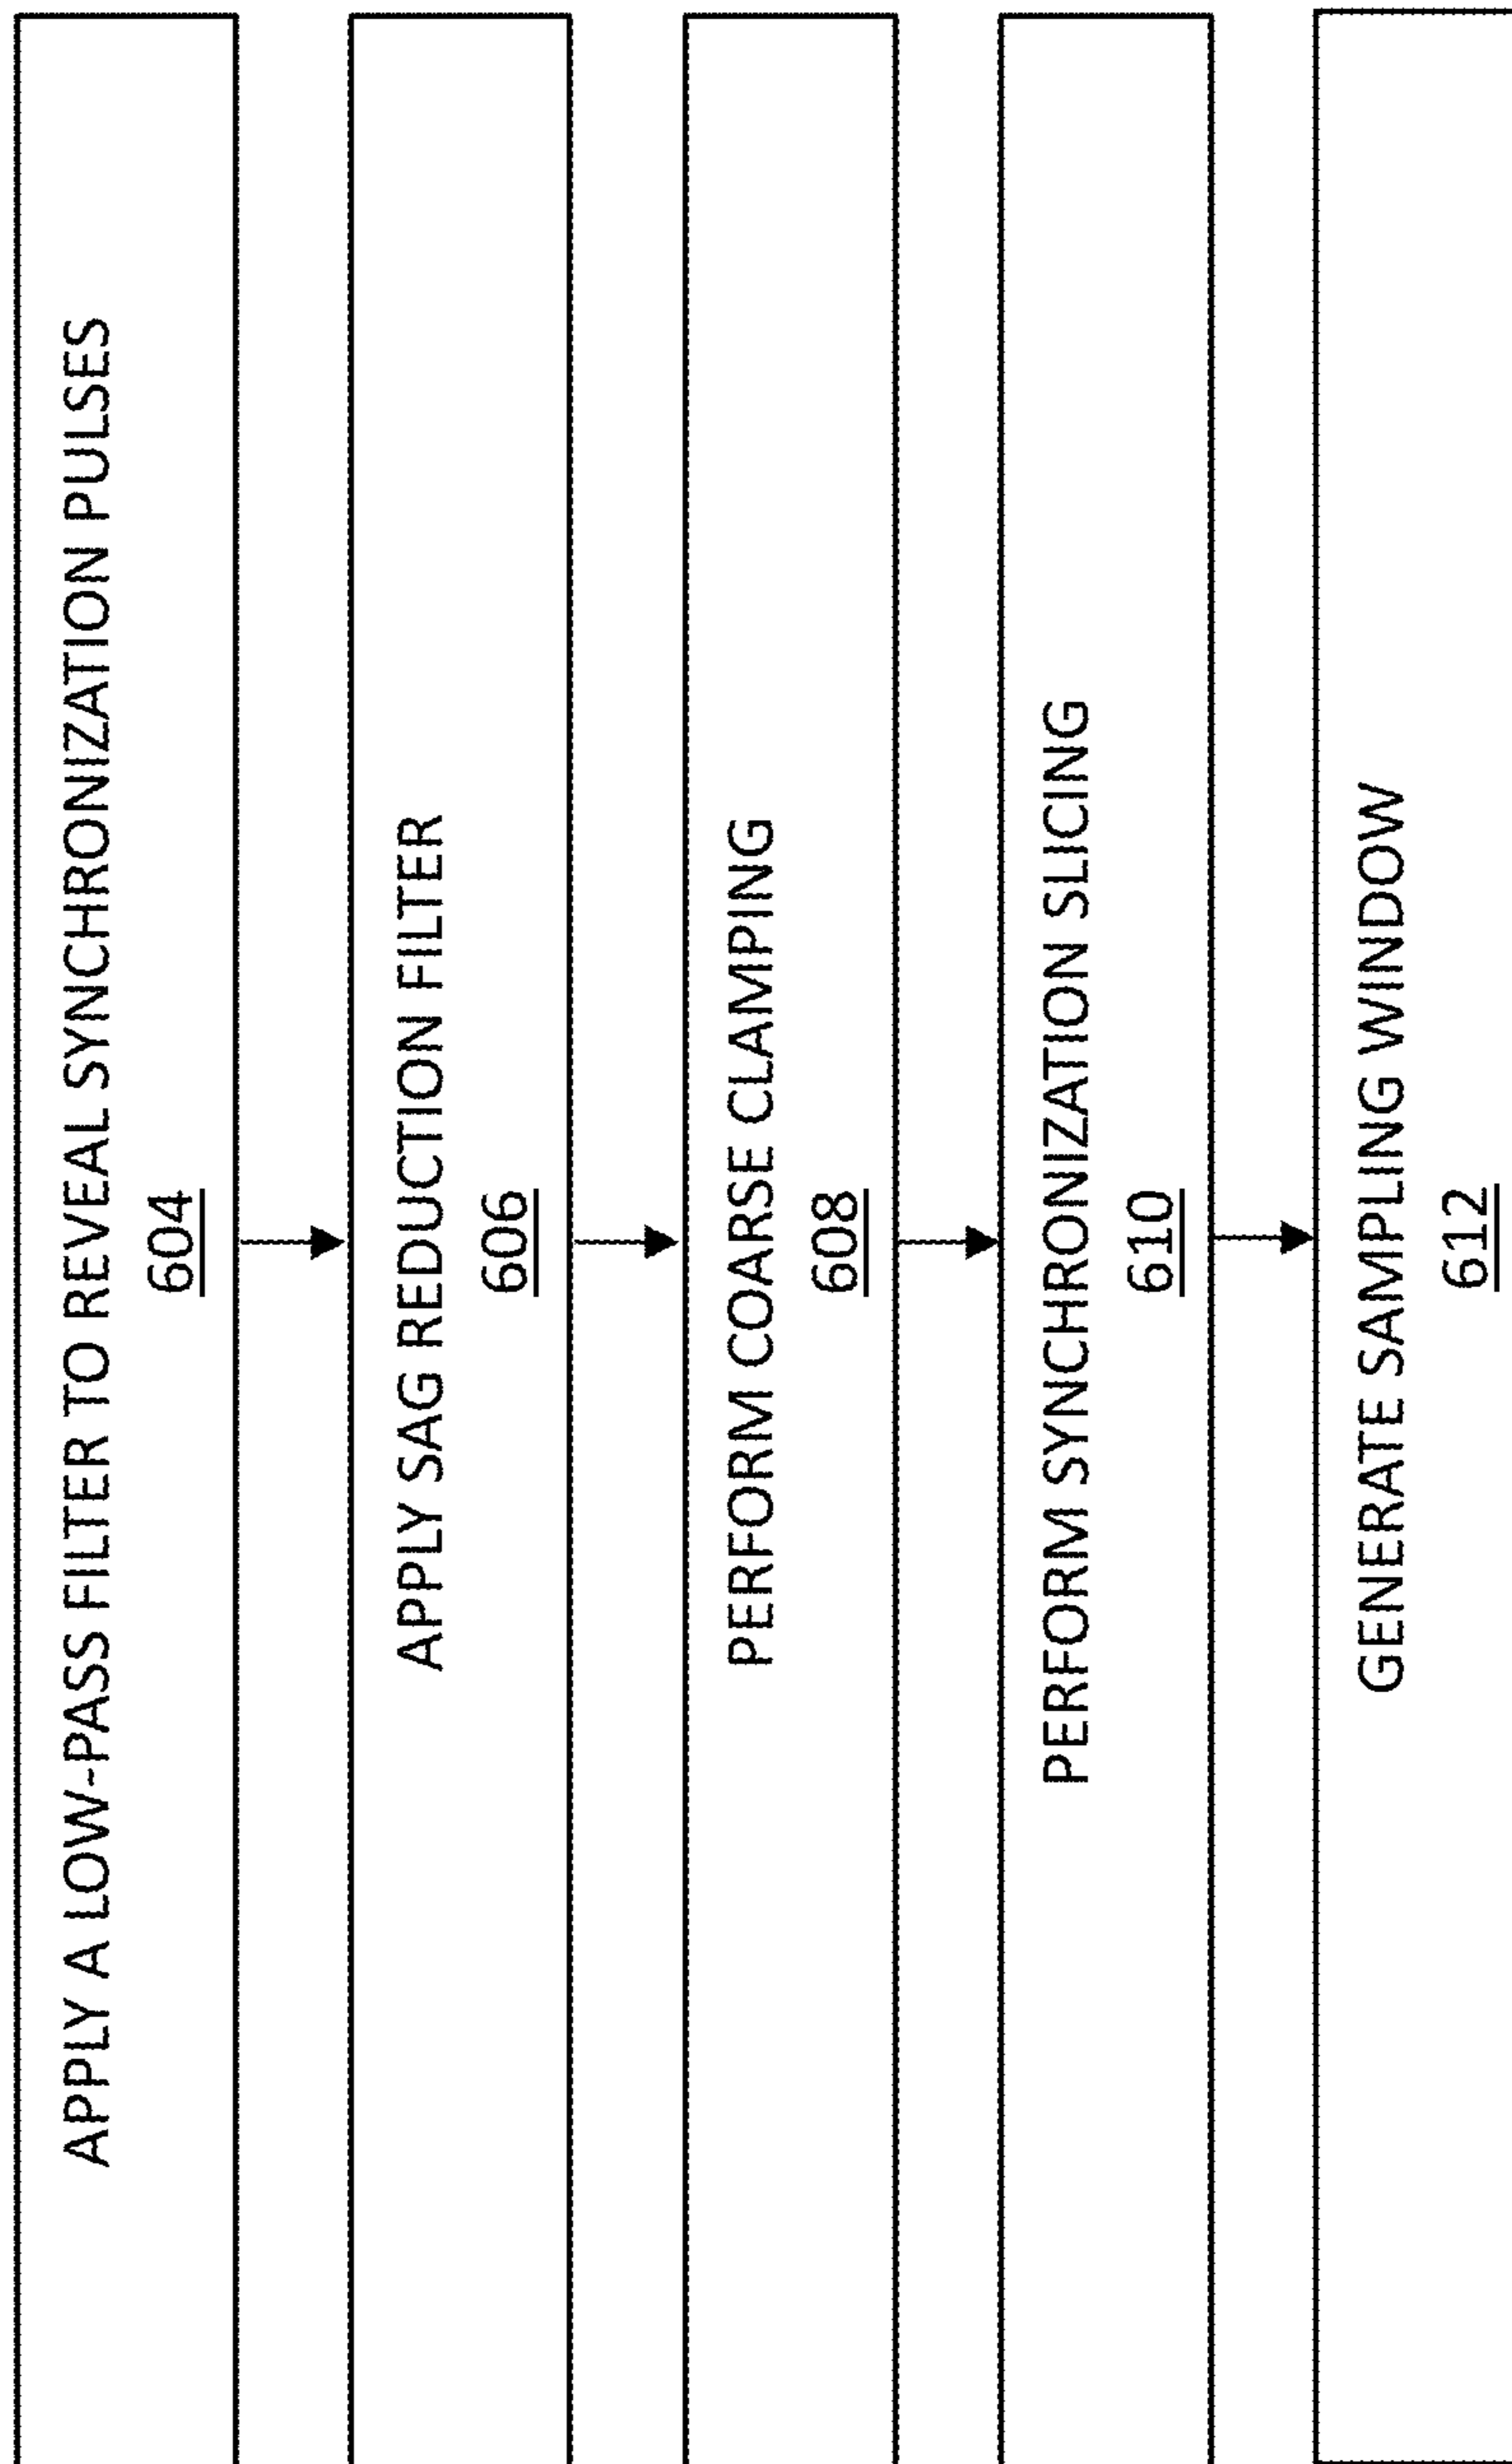 APPLY A LOW-PASS FILTER TO REVEAL SYNCHRONIZATION PULSES
604
APPLY SAG REDUCTION FILTER
606
PERFORM COARSE CLAMPING
608
PERFORM SYNCHRONIZATION SLICING
610
GENERATE SAMPLING WINDOW
612